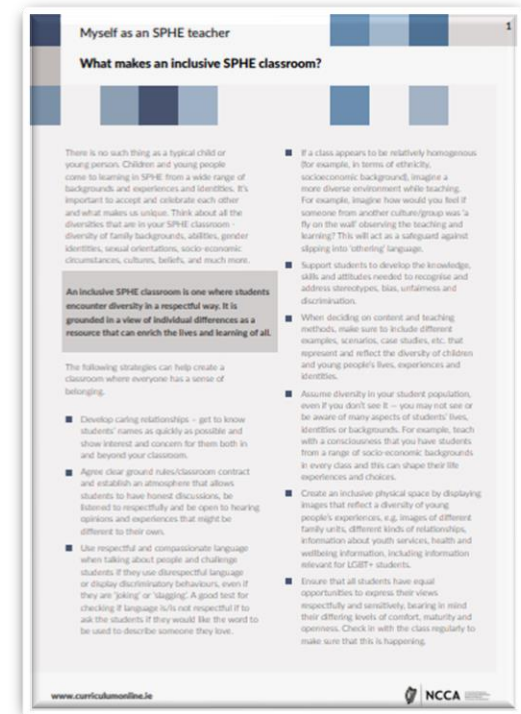 Myself as an SPHE teacher
1
What makes an inclusive SPHE classroom?
There is no such thing as a typical child or
young person. Children and young people
come to learning in SPHE from a wide range of
backgrounds and experiences and identities. It's
important to accept and celebrate each other
and what makes us unique. Think about all the
diversities that are in your SPHE classroom -
diversity of family backgrounds, abilities, gender
identities, sexual orientations, socio-economic
circumstances, cultures, beliefs, and much more.
An inclusive SPHE classroom is one where students
encounter diversity in a respectful way. It is
grounded in a view of individual differences as a
resource that can enrich the lives and learning of all.
The following strategies can help create a
classroom where everyone has a sense of
belonging.
Develop caring relationships – get to know
students' names as quickly as possible and
show interest and concern for them both in
and beyond your classroom.
Agree clear ground rules/classroom contract
and establish an atmosphere that allows
students to have honest discussions, be
listened to respectfully and be open to hearing
opinions and experiences that might be
different to their own.
Use respectful and compassionate language
when talking about people and challenge
students if they use disrespectful language
or display discriminatory behaviours, even if
they are 'joking' or 'slagging'. A good test for
checking if language is/is not respectful if to
ask the students if they would like the word to
be used to describe someone they love.
If a class appears to be relatively homogenous
(for example, in terms of ethnicity,
socioeconomic background), imagine a
more diverse environment while teaching.
For example, imagine how would you feel if
someone from another culture/group was 'a
fly on the wall' observing the teaching and
learning? This will act as a safeguard against
slipping into 'othering' language.
Support students to develop the knowledge,
skills and attitudes needed to recognise and
address stereotypes, bias, unfairness and
discrimination.
When deciding on content and teaching
methods, make sure to include different
examples, scenarios, case studies, etc. that
represent and reflect the diversity of children
and young people's lives, experiences and
identities.
Assume diversity in your student population,
even if you don't see it — you may not see or
be aware of many aspects of students' lives,
identities or backgrounds. For example, teach
with a consciousness that you have students
from a range of socio-economic backgrounds
in every class and this can shape their life
experiences and choices.
Create an inclusive physical space by displaying
images that reflect a diversity of young
people's experiences, e.g. images of different
family units, different kinds of relationships,
information about youth services, health and
wellbeing information, including information
relevant for LGBT+ students.
Ensure that all students have equal
opportunities to express their views
respectfully and sensitively, bearing in mind
their differing levels of comfort, maturity and
openness. Check in with the class regularly to
make sure that this is happening.
www.curriculumonline.ie
NCCA